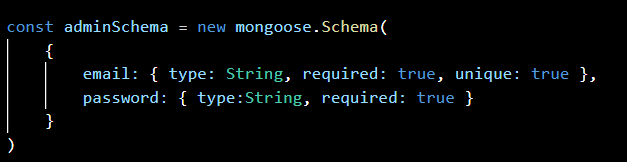 const adminSchema = new mongoose.Schema(
{
email: { type: String, required: true, unique: true },
password: { type:String, required: true }
}
)